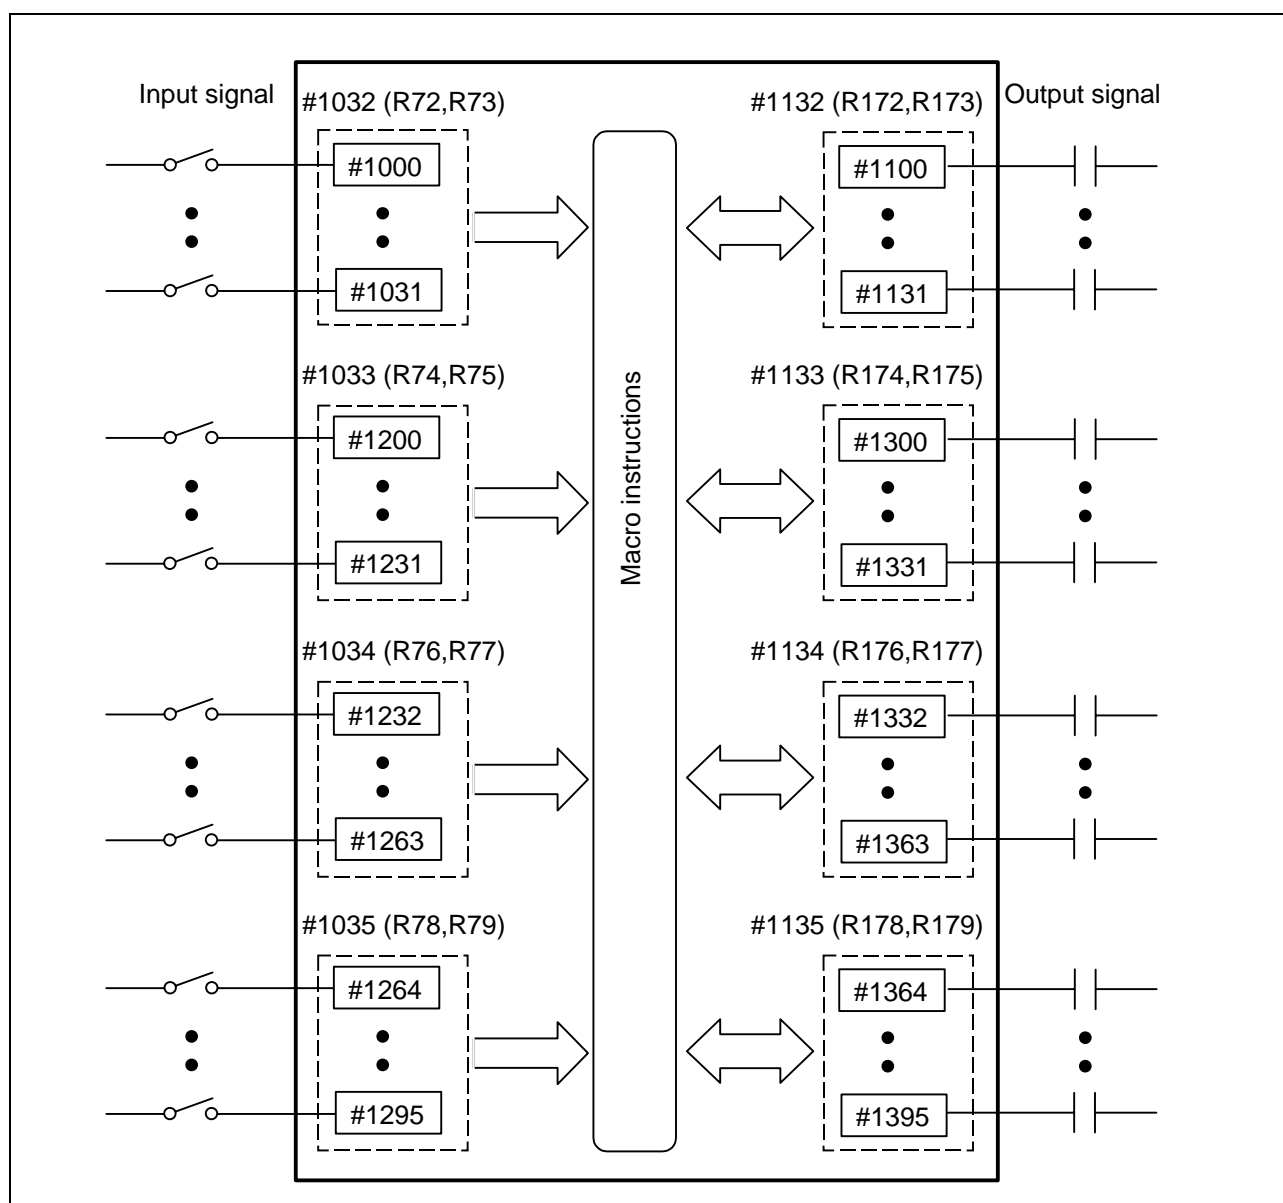 Input signal
#1032 (R72,R73)
#1132 (R172,R173)
Output signal
#1000
#1100
#1031
#1131
#1033 (R74,R75)
#1133 (R174,R175)
#1200
#1300
Macro instructions
#1231
#1331
#1034 (R76,R77)
#1134 (R176,R177)
#1232
#1332
#1263
#1363
#1035 (R78,R79)
#1135 (R178,R179)
#1264
#1364
#1295
#1395